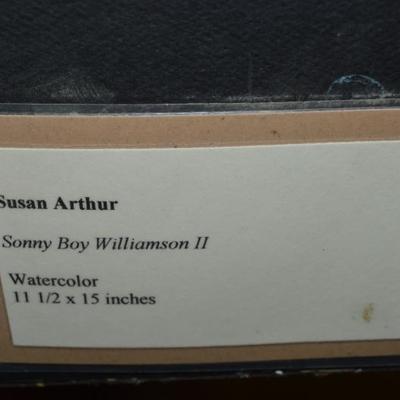 Susan Arthur
Sonny Boy Williamson II
Watercolor
11 1/2 x 15 inches